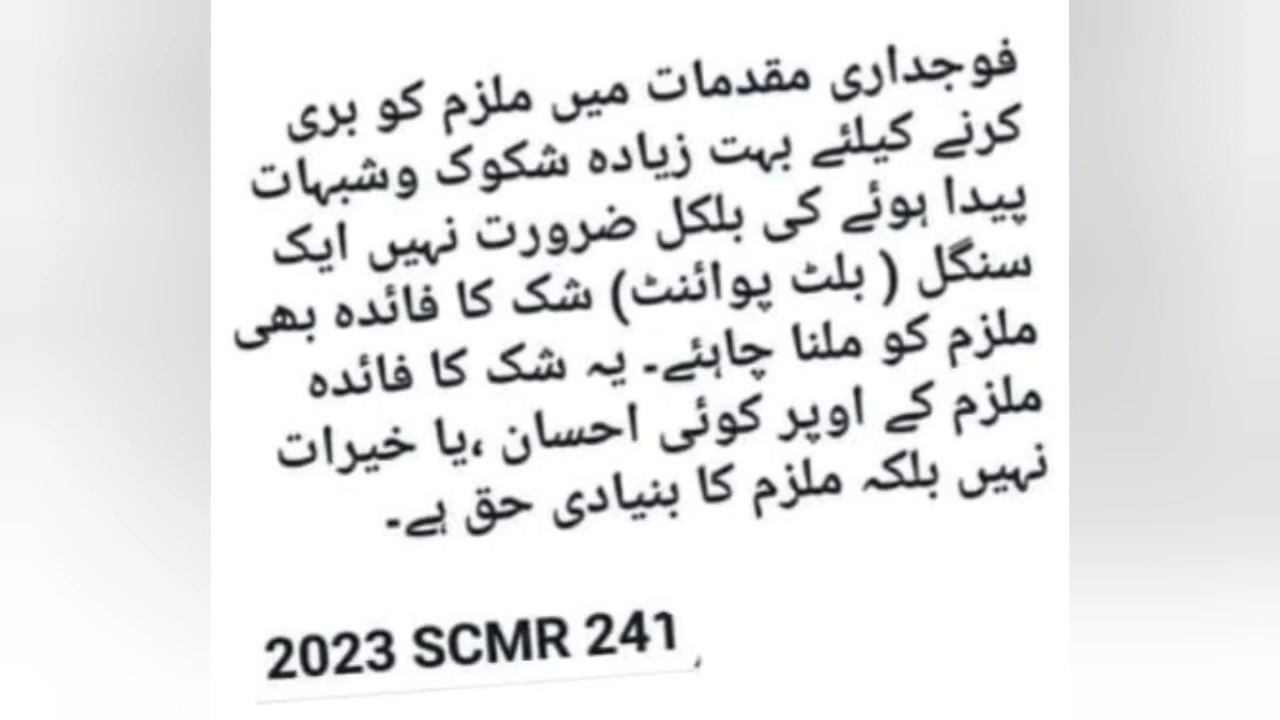 فوجداری مقدمات میں ملزم کو بری
کرنے کیلئے بہت زیادہ شکوک وشبہات
پیدا ہوئے کی بلکل ضرورت نہیں ایک
سنگل ( بلٹ پوائنٹ) شک کا فائدہ بھی
ملزم کو ملنا چاہئے۔ یہ شک کا فائدہ
ملزم کے اوپر کوئی احسان ،یا خیرات
نہیں بلکہ ملزم کا بنیادی حق ہے۔
2023 SCMR 241